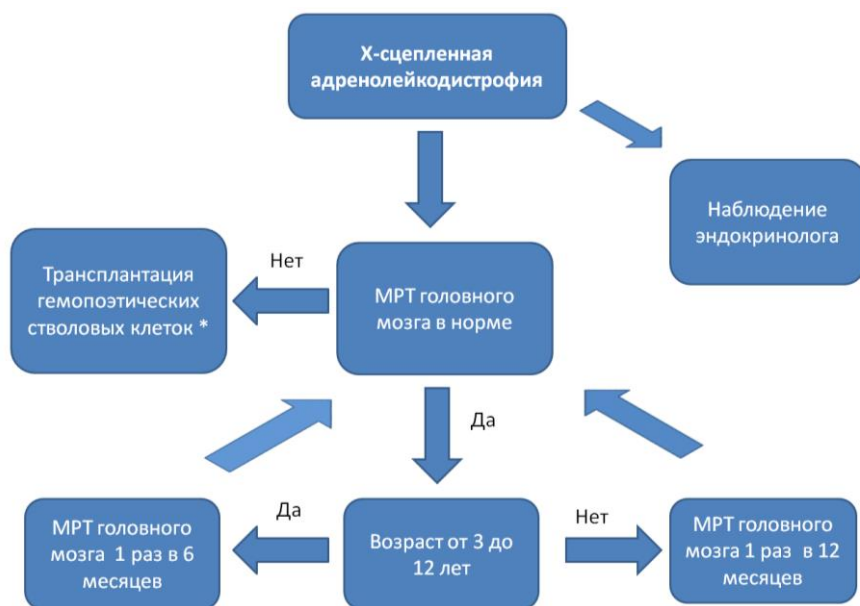 Х-сцепленная
адренолейкодистрофия
Наблюдение
эндокринолога
Нет
Трансплантация
гемопоэтических
стволовых клеток *
МРТ головного
мозга в норме
Да
Да
МРТ головного
мозга 1 раз в 6
месяцев
Возраст от 3 до
12 лет
Нет
МРТ головного
мозга 1 раз в 12
месяцев